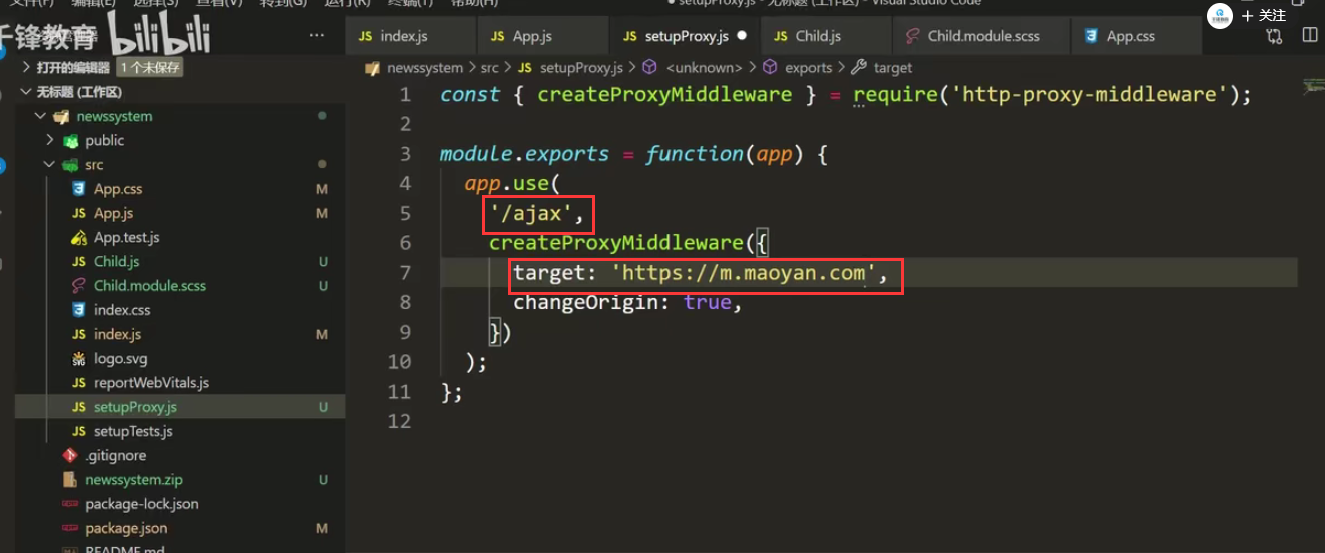 文件(F) 编辑(E) 选择(S) 查看(V) 转到(G) 运行(R) 终端(T) 帮助(H) ● setupProxy.js - 无标题 (工作区) - Visual Studio Code
千锋教育 bilibili
+ 关注
JS index.js JS App.js JS setupProxy.js ● JS Child.js Child.module.scss App.css
打开的编辑器 1个未保存
newssystem > src > JS setupProxy.js > <unknown> > exports > target
无标题 (工作区)
newssystem
public
src
App.css M
JS App.js M
App.test.js
JS Child.js U
Child.module.scss U
index.css
JS index.js M
logo.svg
JS reportWebVitals.js
JS setupProxy.js U
JS setupTests.js
.gitignore
newssystem.zip U
package-lock.json
package.json M
README.md
1 const { createProxyMiddleware } = require('http-proxy-middleware');
2
3 module.exports = function(app) {
4 app.use(
5 '/ajax',
6 createProxyMiddleware({
7 target: 'https://m.maoyan.com',
8 changeOrigin: true,
9 })
10 );
11 };
12